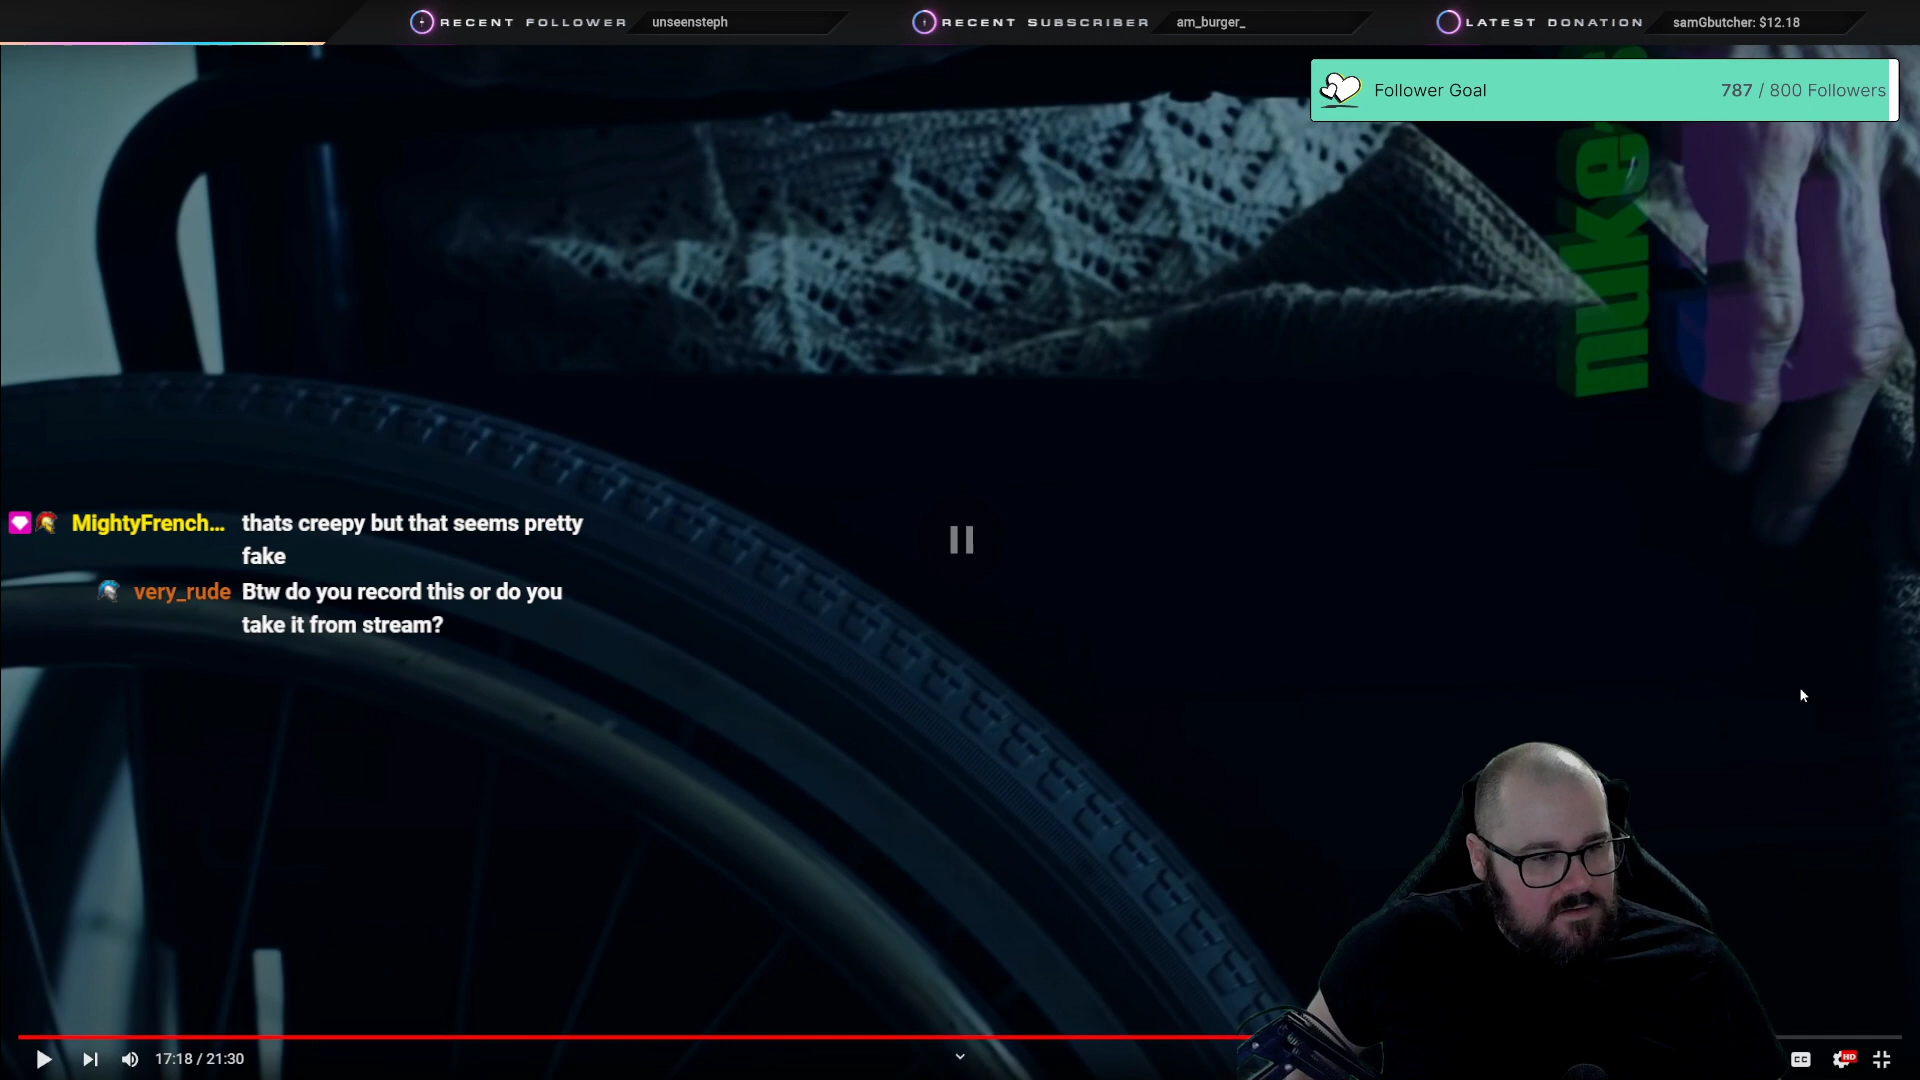 RECENT FOLLOWER unseensteph RECENT SUBSCRIBER am_burger_ LATEST DONATION samGbutcher: $12.18
Follower Goal 787 / 800 Followers
nuke
MightyFrench... thats creepy but that seems pretty
fake
very_rude Btw do you record this or do you
take it from stream?
17:18 / 21:30
CC HD